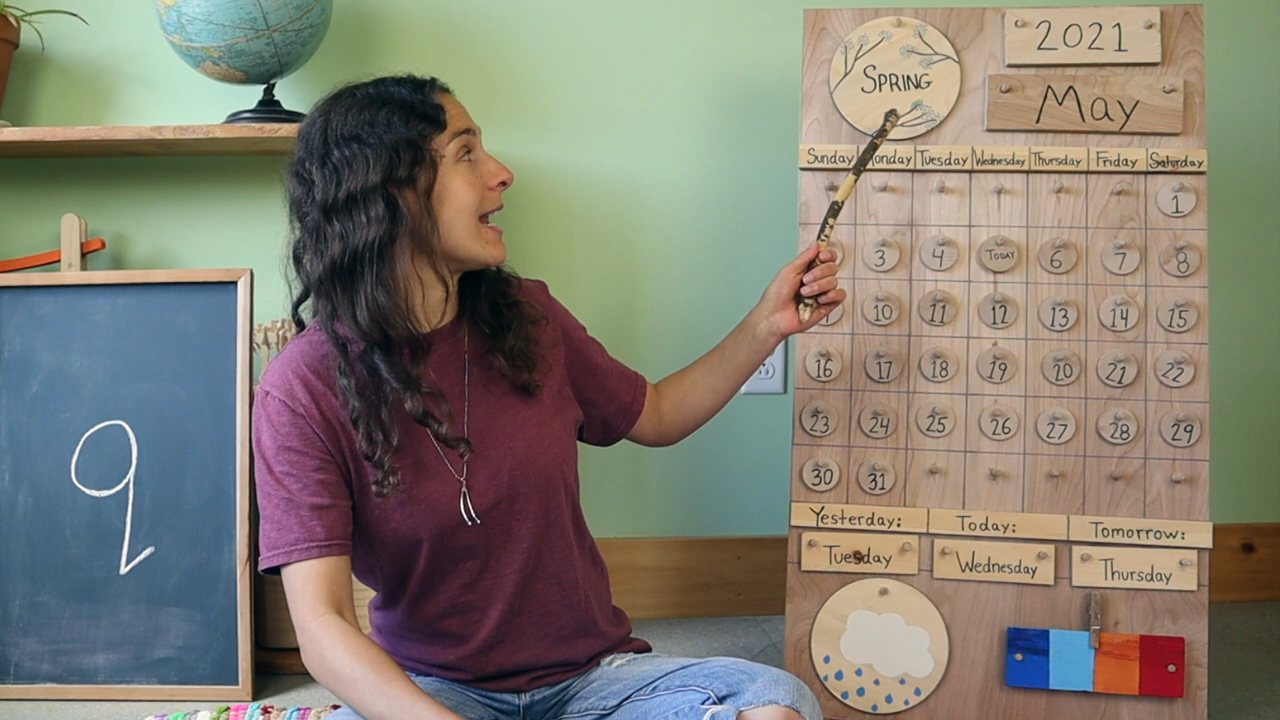 SPRING
2021
May
Sunday Monday Tuesday Wednesday Thursday Friday Saturday
1
3 4 TODAY 6 7 8
10 11 12 13 14 15
16 17 18 19 20 21 22
23 24 25 26 27 28 29
30 31
Yesterday: Today: Tomorrow:
Tuesday Wednesday Thursday
q